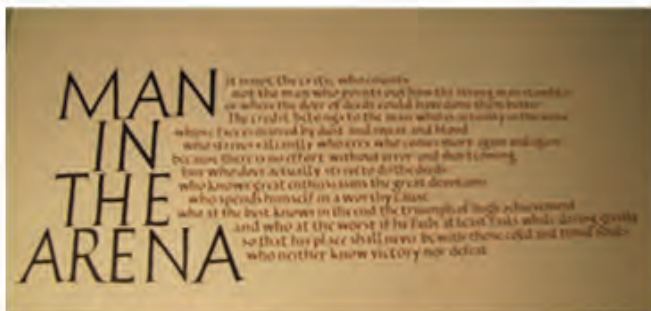 MAN
IN
THE
ARENA
it is not the critic who counts
not the man who points out how the strong man stumbles
or where the doer of deeds could have done them better
The credit belongs to the man who is actually in the arena
whose face is marred by dust and sweat and blood
who strives valiantly who errs who comes short again and again
because there is no effort without error and shortcoming
but who does actually strive to do the deeds
who knows great enthusiasms the great devotions
who spends himself in a worthy cause
who at the best knows in the end the triumph of high achievement
and who at the worst if he fails at least fails while daring greatly
so that his place shall never be with those cold and timid souls
who neither know victory nor defeat